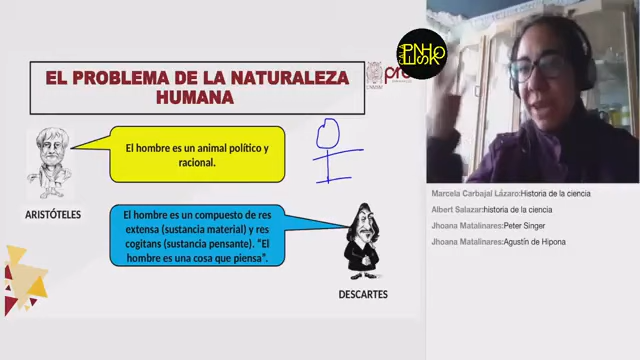 EL PROBLEMA DE LA NATURALEZA
HUMANA
El hombre es un animal político y
racional.
ARISTÓTELES
El hombre es un compuesto de res
extensa (sustancia material) y res
cogitans (sustancia pensante). "El
hombre es una cosa que piensa".
DESCARTES
Marcela Carbajal Lázaro:Historia de la ciencia
Albert Salazar:historia de la ciencia
Jhoana Matalinares:Peter Singer
Jhoana Matalinares:Agustín de Hipona